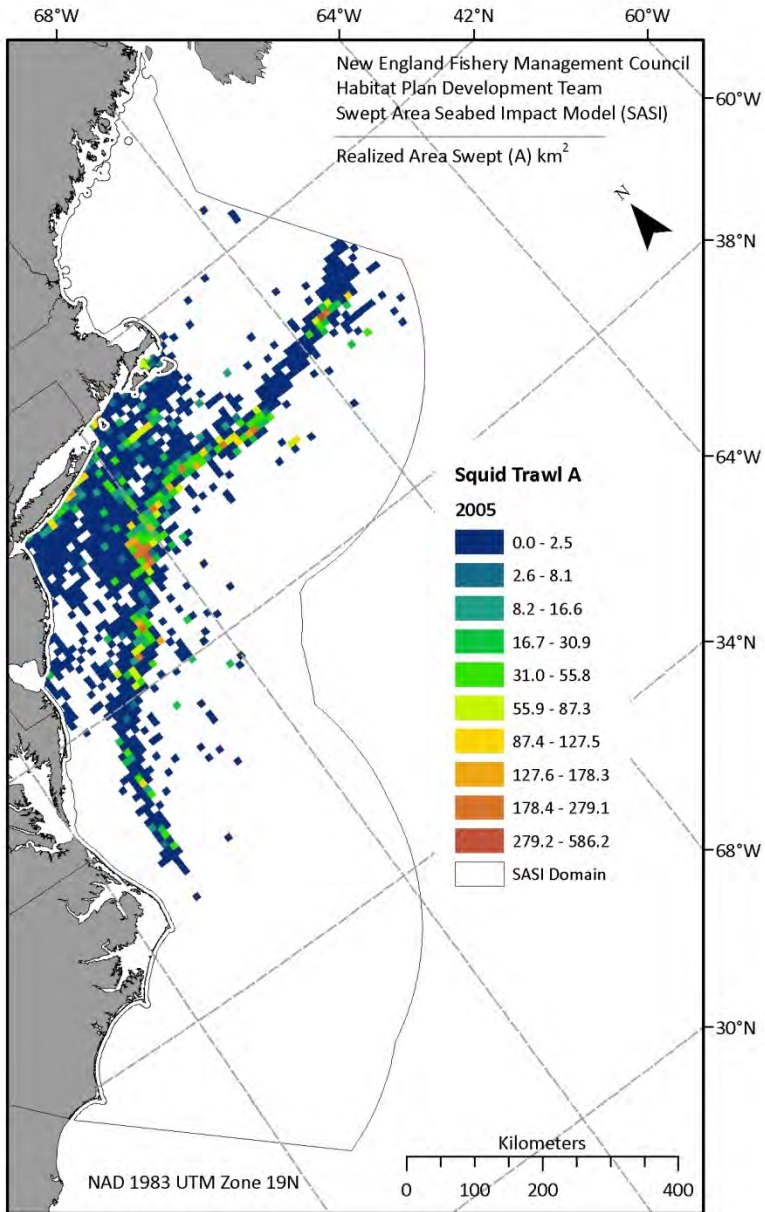 68°W 64°W 42°N 60°W
New England Fishery Management Council
Habitat Plan Development Team
Swept Area Seabed Impact Model (SASI)
Realized Area Swept (A) km²
N
60°W
38°N
64°W
34°N
68°W
30°N
Squid Trawl A
2005
0.0 - 2.5
2.6 - 8.1
8.2 - 16.6
16.7 - 30.9
31.0 - 55.8
55.9 - 87.3
87.4 - 127.5
127.6 - 178.3
178.4 - 279.1
279.2 - 586.2
SASI Domain
Kilometers
0 100 200 300 400
NAD 1983 UTM Zone 19N